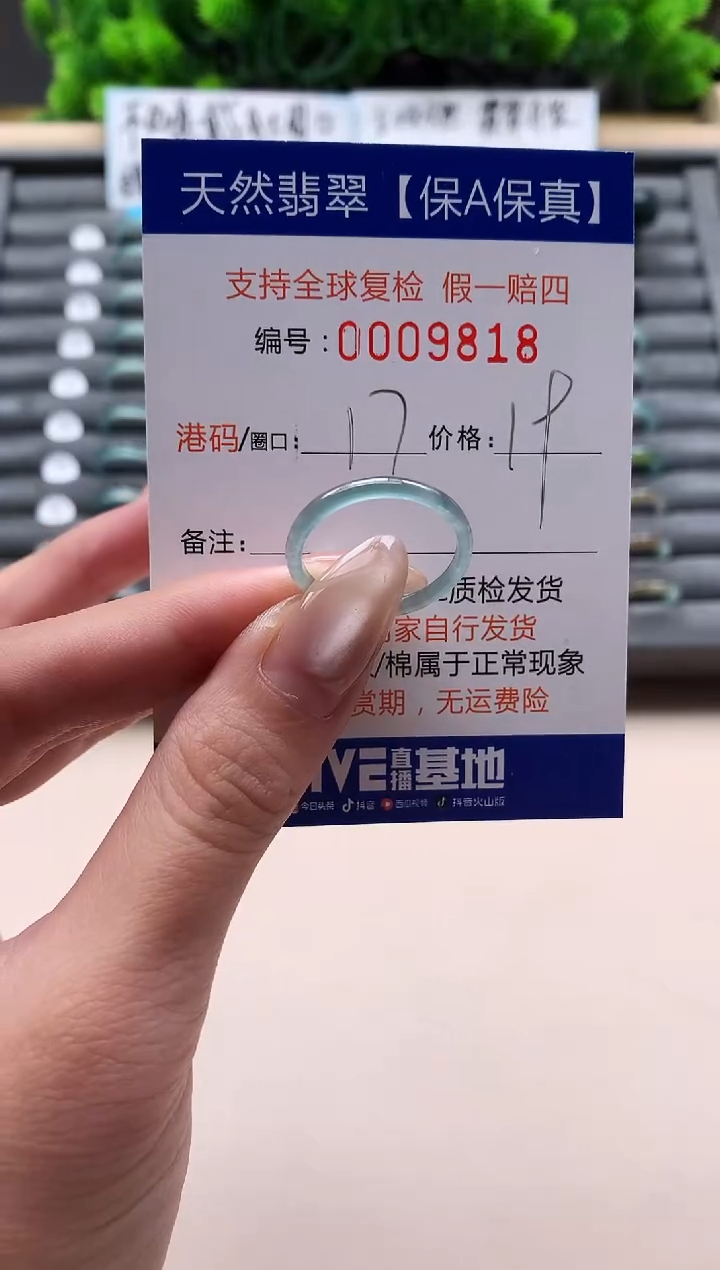 天然翡翠【保A保真】
支持全球复检 假一赔四
编号：0009818
港码/圈口：17 价格：19
备注：
质检发货
家自行发货
/棉属于正常现象
赏期，无运费险
IVE 直播 基地
今日头条 抖音 西瓜视频 抖音火山版